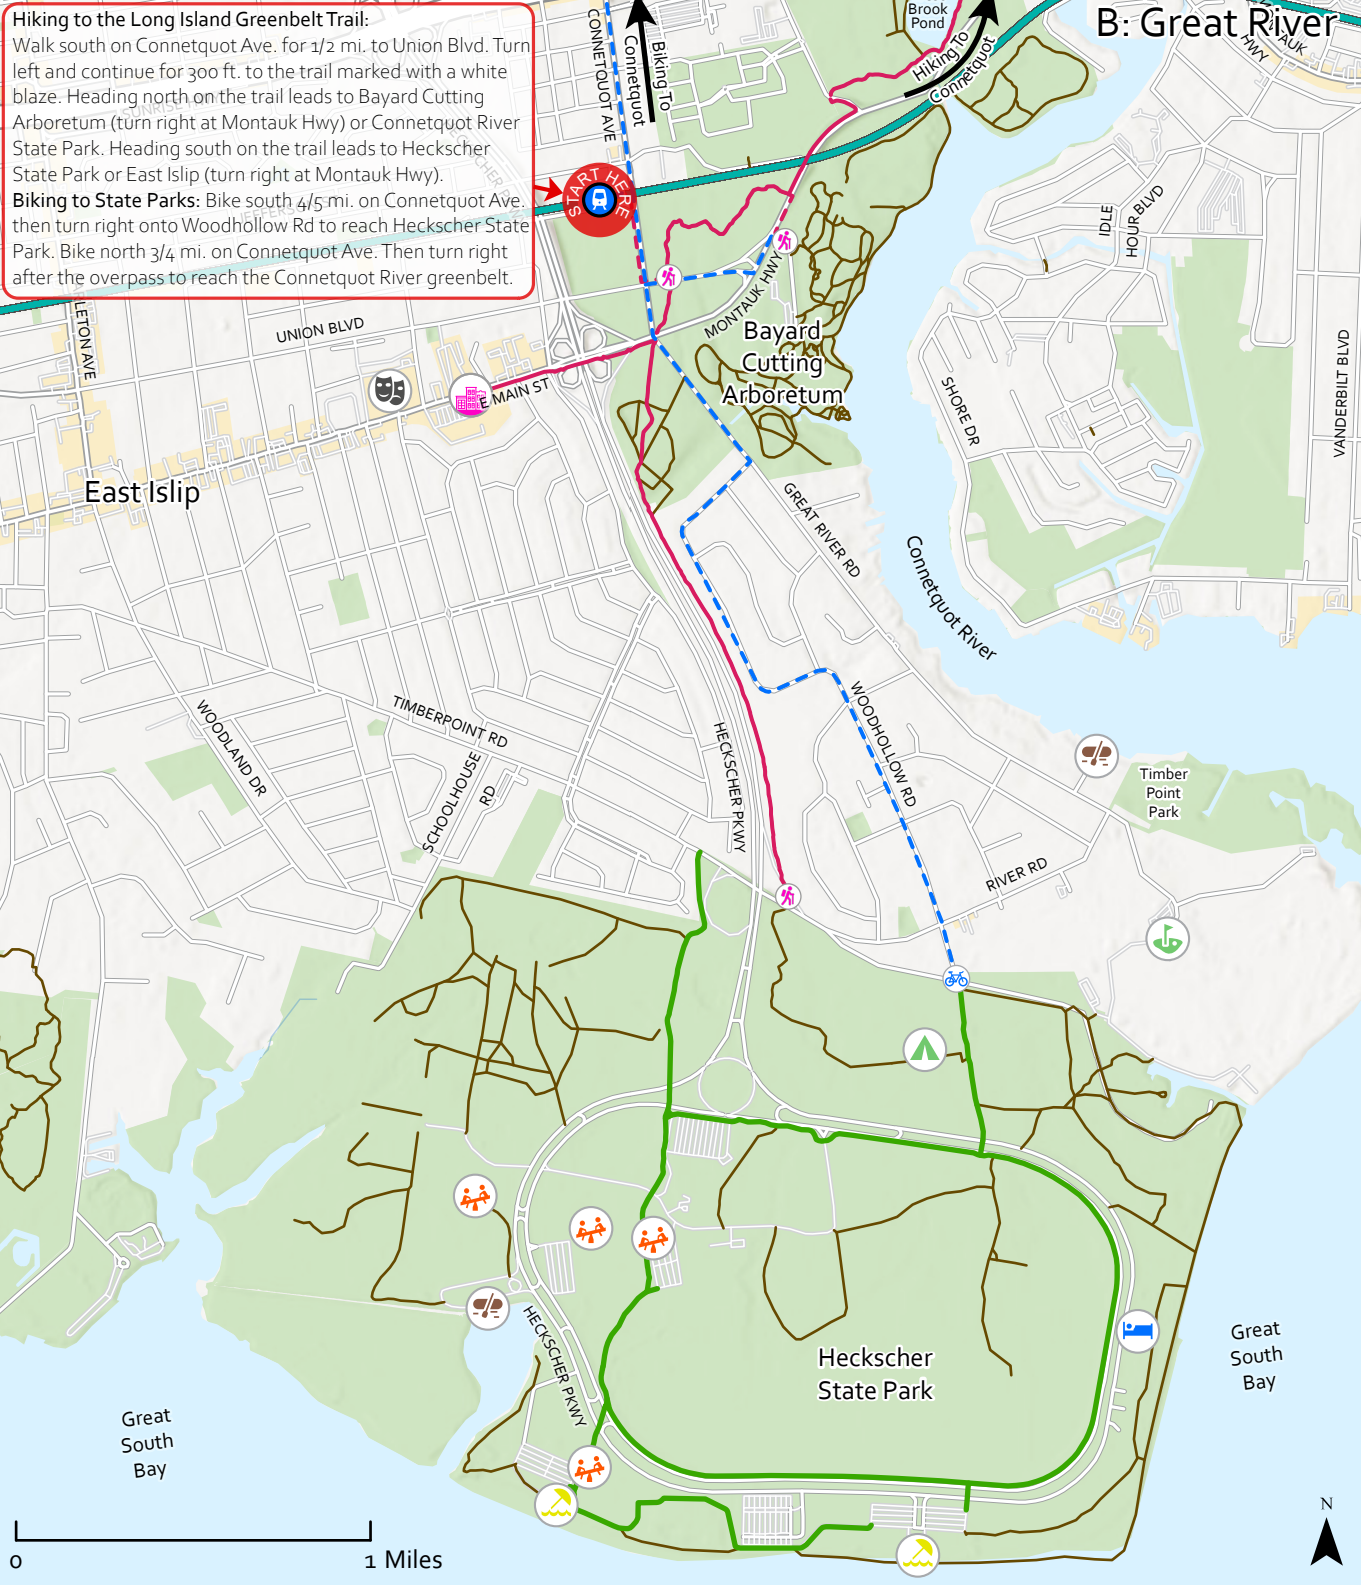 Hiking to the Long Island Greenbelt Trail:
Walk south on Connetquot Ave. for 1/2 mi. to Union Blvd. Turn
left and continue for 300 ft. to the trail marked with a white
blaze. Heading north on the trail leads to Bayard Cutting
Arboretum (turn right at Montauk Hwy) or Connetquot River
State Park. Heading south on the trail leads to Heckscher
State Park or East Islip (turn right at Montauk Hwy).
Biking to State Parks: Bike south 4/5 mi. on Connetquot Ave.
then turn right onto Woodhollow Rd to reach Heckscher State
Park. Bike north 3/4 mi. on Connetquot Ave. Then turn right
after the overpass to reach the Connetquot River greenbelt.
B: Great River
CONNETQUOT AVE
Biking To
Connetquot
Brook
Pond
Hiking To
Connetquot
HWY
START HERE
IDLE
HOUR BLVD
UNION BLVD
MONTAUK HWY
Bayard
Cutting
Arboretum
E MAIN ST
SHORE DR
VANDERBILT BLVD
East Islip
GREAT RIVER RD
Connetquot River
TIMBERPOINT RD
WOODLAND DR
SCHOOLHOUSE
RD
HECKSCHER PKWY
WOODHOLLOW RD
Timber
Point
Park
RIVER RD
HECKSCHER PKWY
Heckscher
State Park
Great
South
Bay
Great
South
Bay
N
0
1 Miles